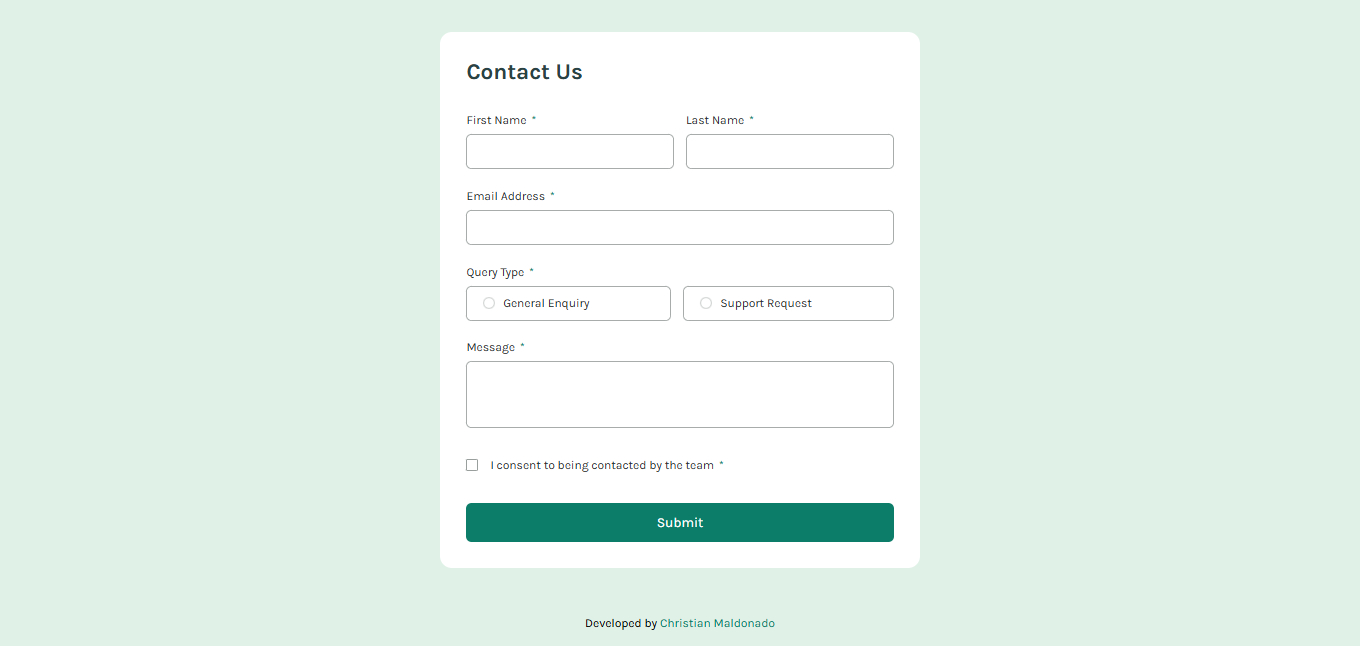 Contact Us
First Name * Last Name *
Email Address *
Query Type *
General Enquiry Support Request
Message *
I consent to being contacted by the team *
Submit
Developed by Christian Maldonado